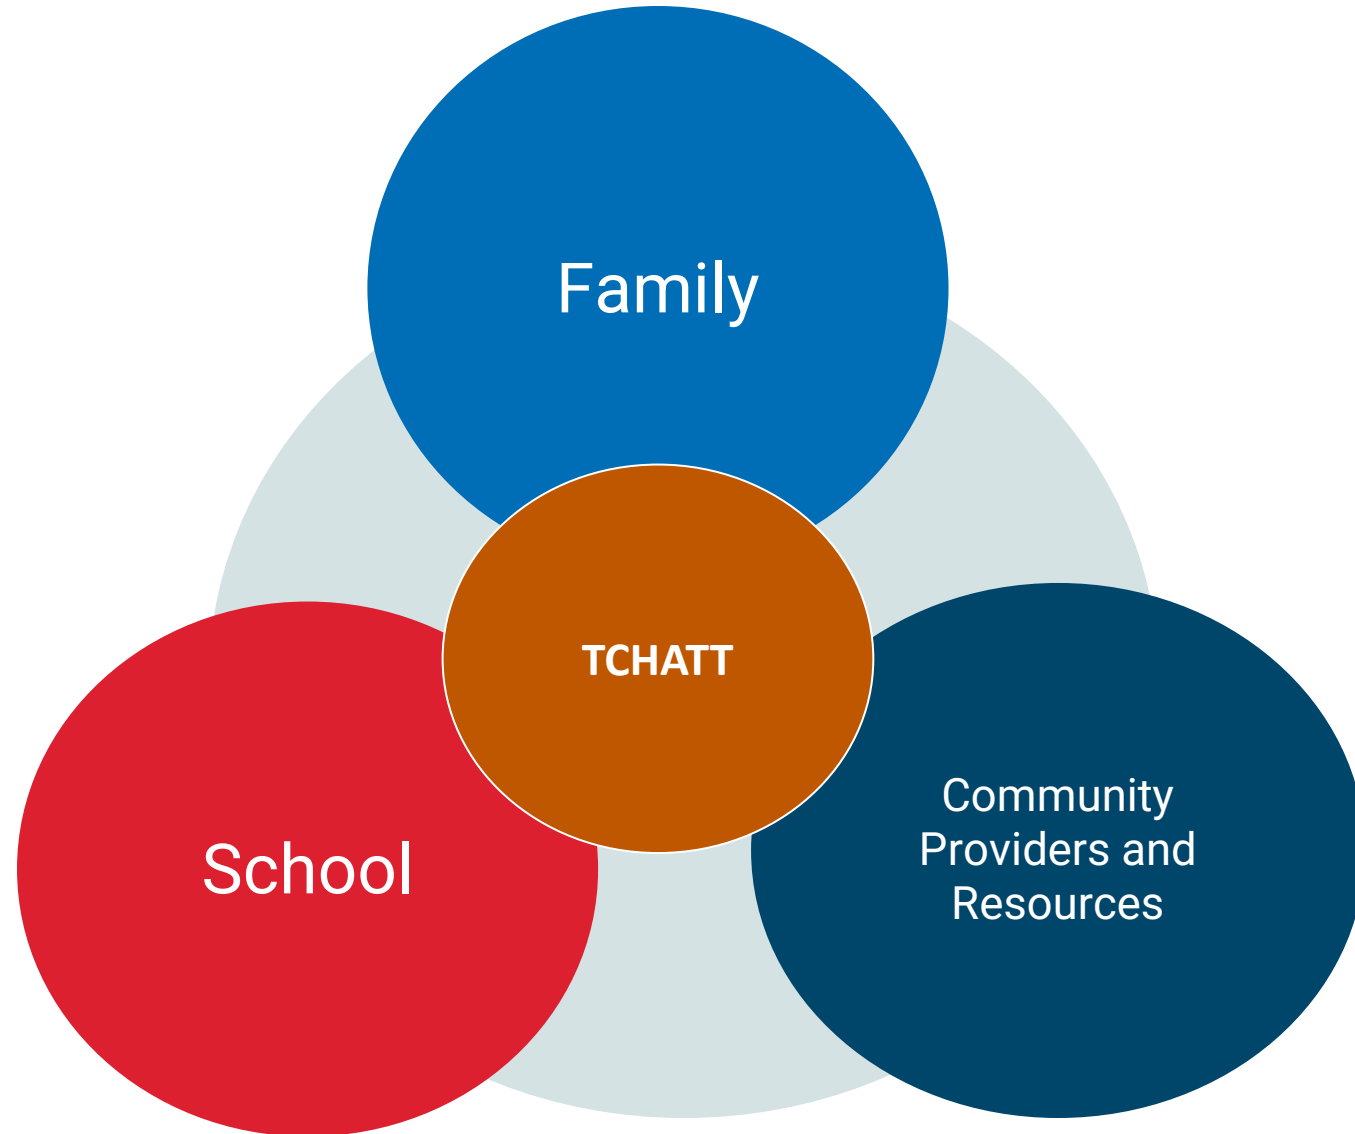 Family
TCHATT
School
Community
Providers and
Resources